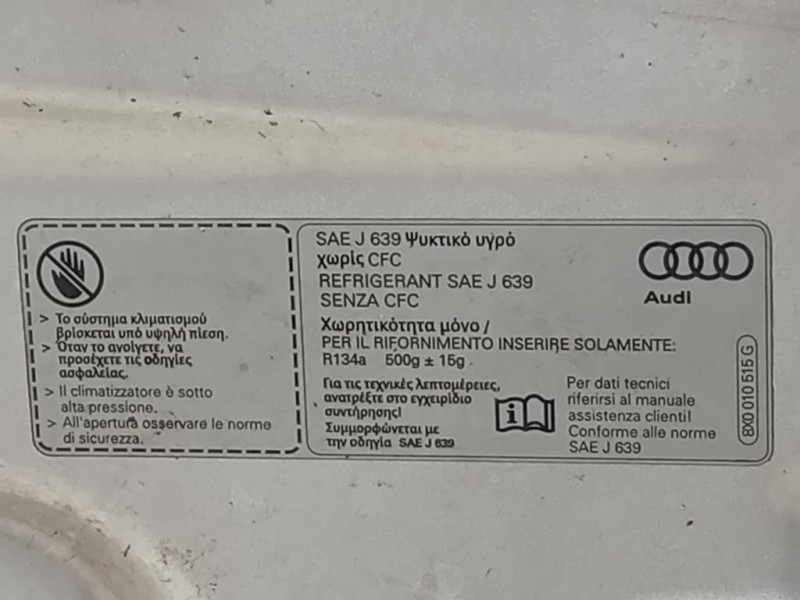 > Το σύστημα κλιματισμού
βρίσκεται υπό υψηλή πίεση.
> Όταν το ανοίγετε, να
προσέχετε τις οδηγίες
ασφαλείας.
> Il climatizzatore è sotto
alta pressione.
> All'apertura osservare le norme
di sicurezza.
SAE J 639 Ψυκτικό υγρό
χωρίς CFC
REFRIGERANT SAE J 639
SENZA CFC
Χωρητικότητα μόνο /
PER IL RIFORNIMENTO INSERIRE SOLAMENTE:
R134a 500g ± 15g
Για τις τεχνικές λεπτομέρειες,
ανατρέξτε στο εγχειρίδιο
συντήρησης!
Συμμορφώνεται με
την οδηγία SAE J 639
i
Per dati tecnici
riferirsi al manuale
assistenza clienti!
Conforme alle norme
SAE J 639
Audi
8X0 010 515 G